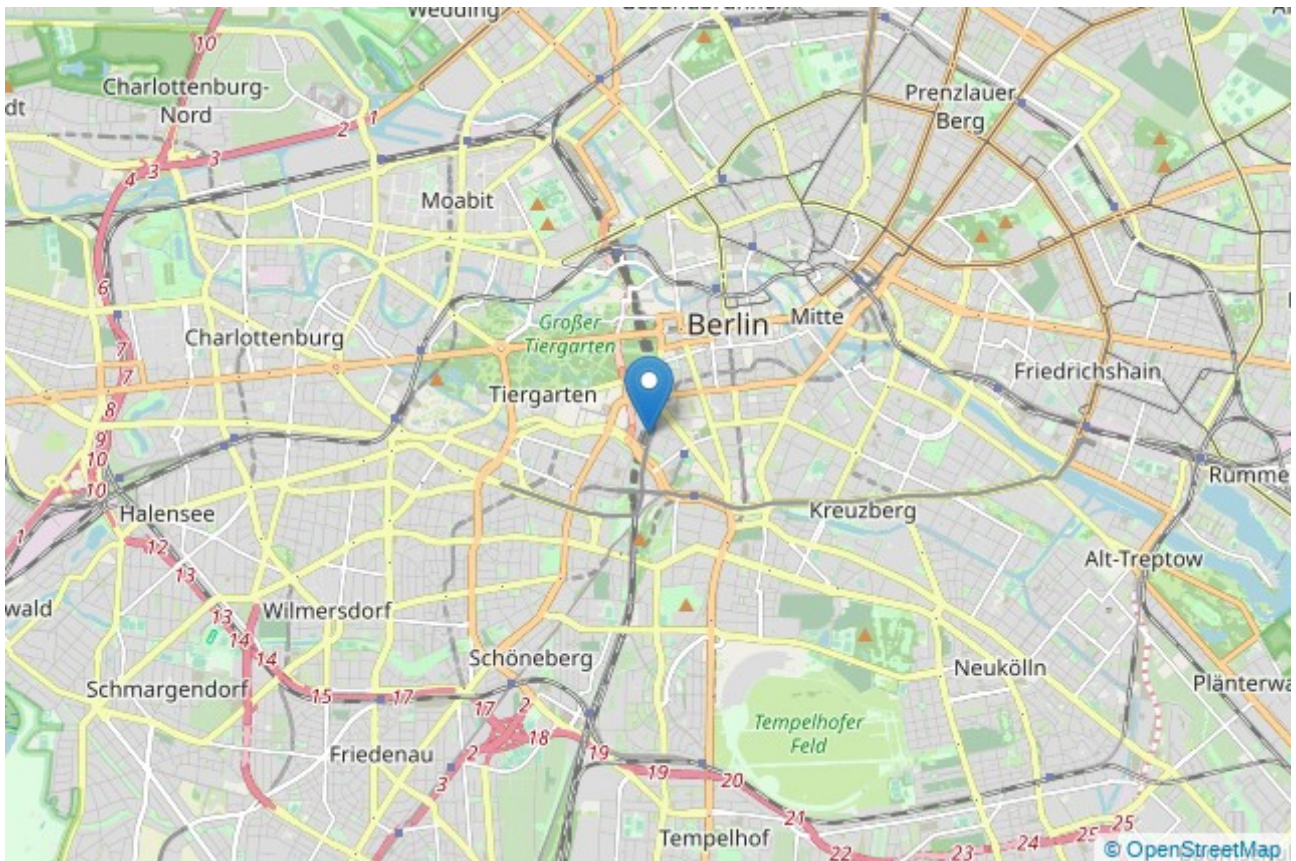 Wedding
10
Charlottenburg-
Nord
dt
2
1
3
4
3
Prenzlauer
Berg
Moabit
6
Großer
Tiergarten
Berlin
Mitte
Charlottenburg
7
7
Tiergarten
Friedrichshain
8
9
10
10
Rumme
Halensee
Kreuzberg
1
12
13
Alt-Treptow
wald
13
Wilmersdorf
14
14
Schöneberg
Neukölln
Schmargendorf
15
17
Plänterwa
17
2
Tempelhofer
Feld
18
Friedenau
2
19
19
20
3
21
Tempelhof
22
23
24
25
25
© OpenStreetMap